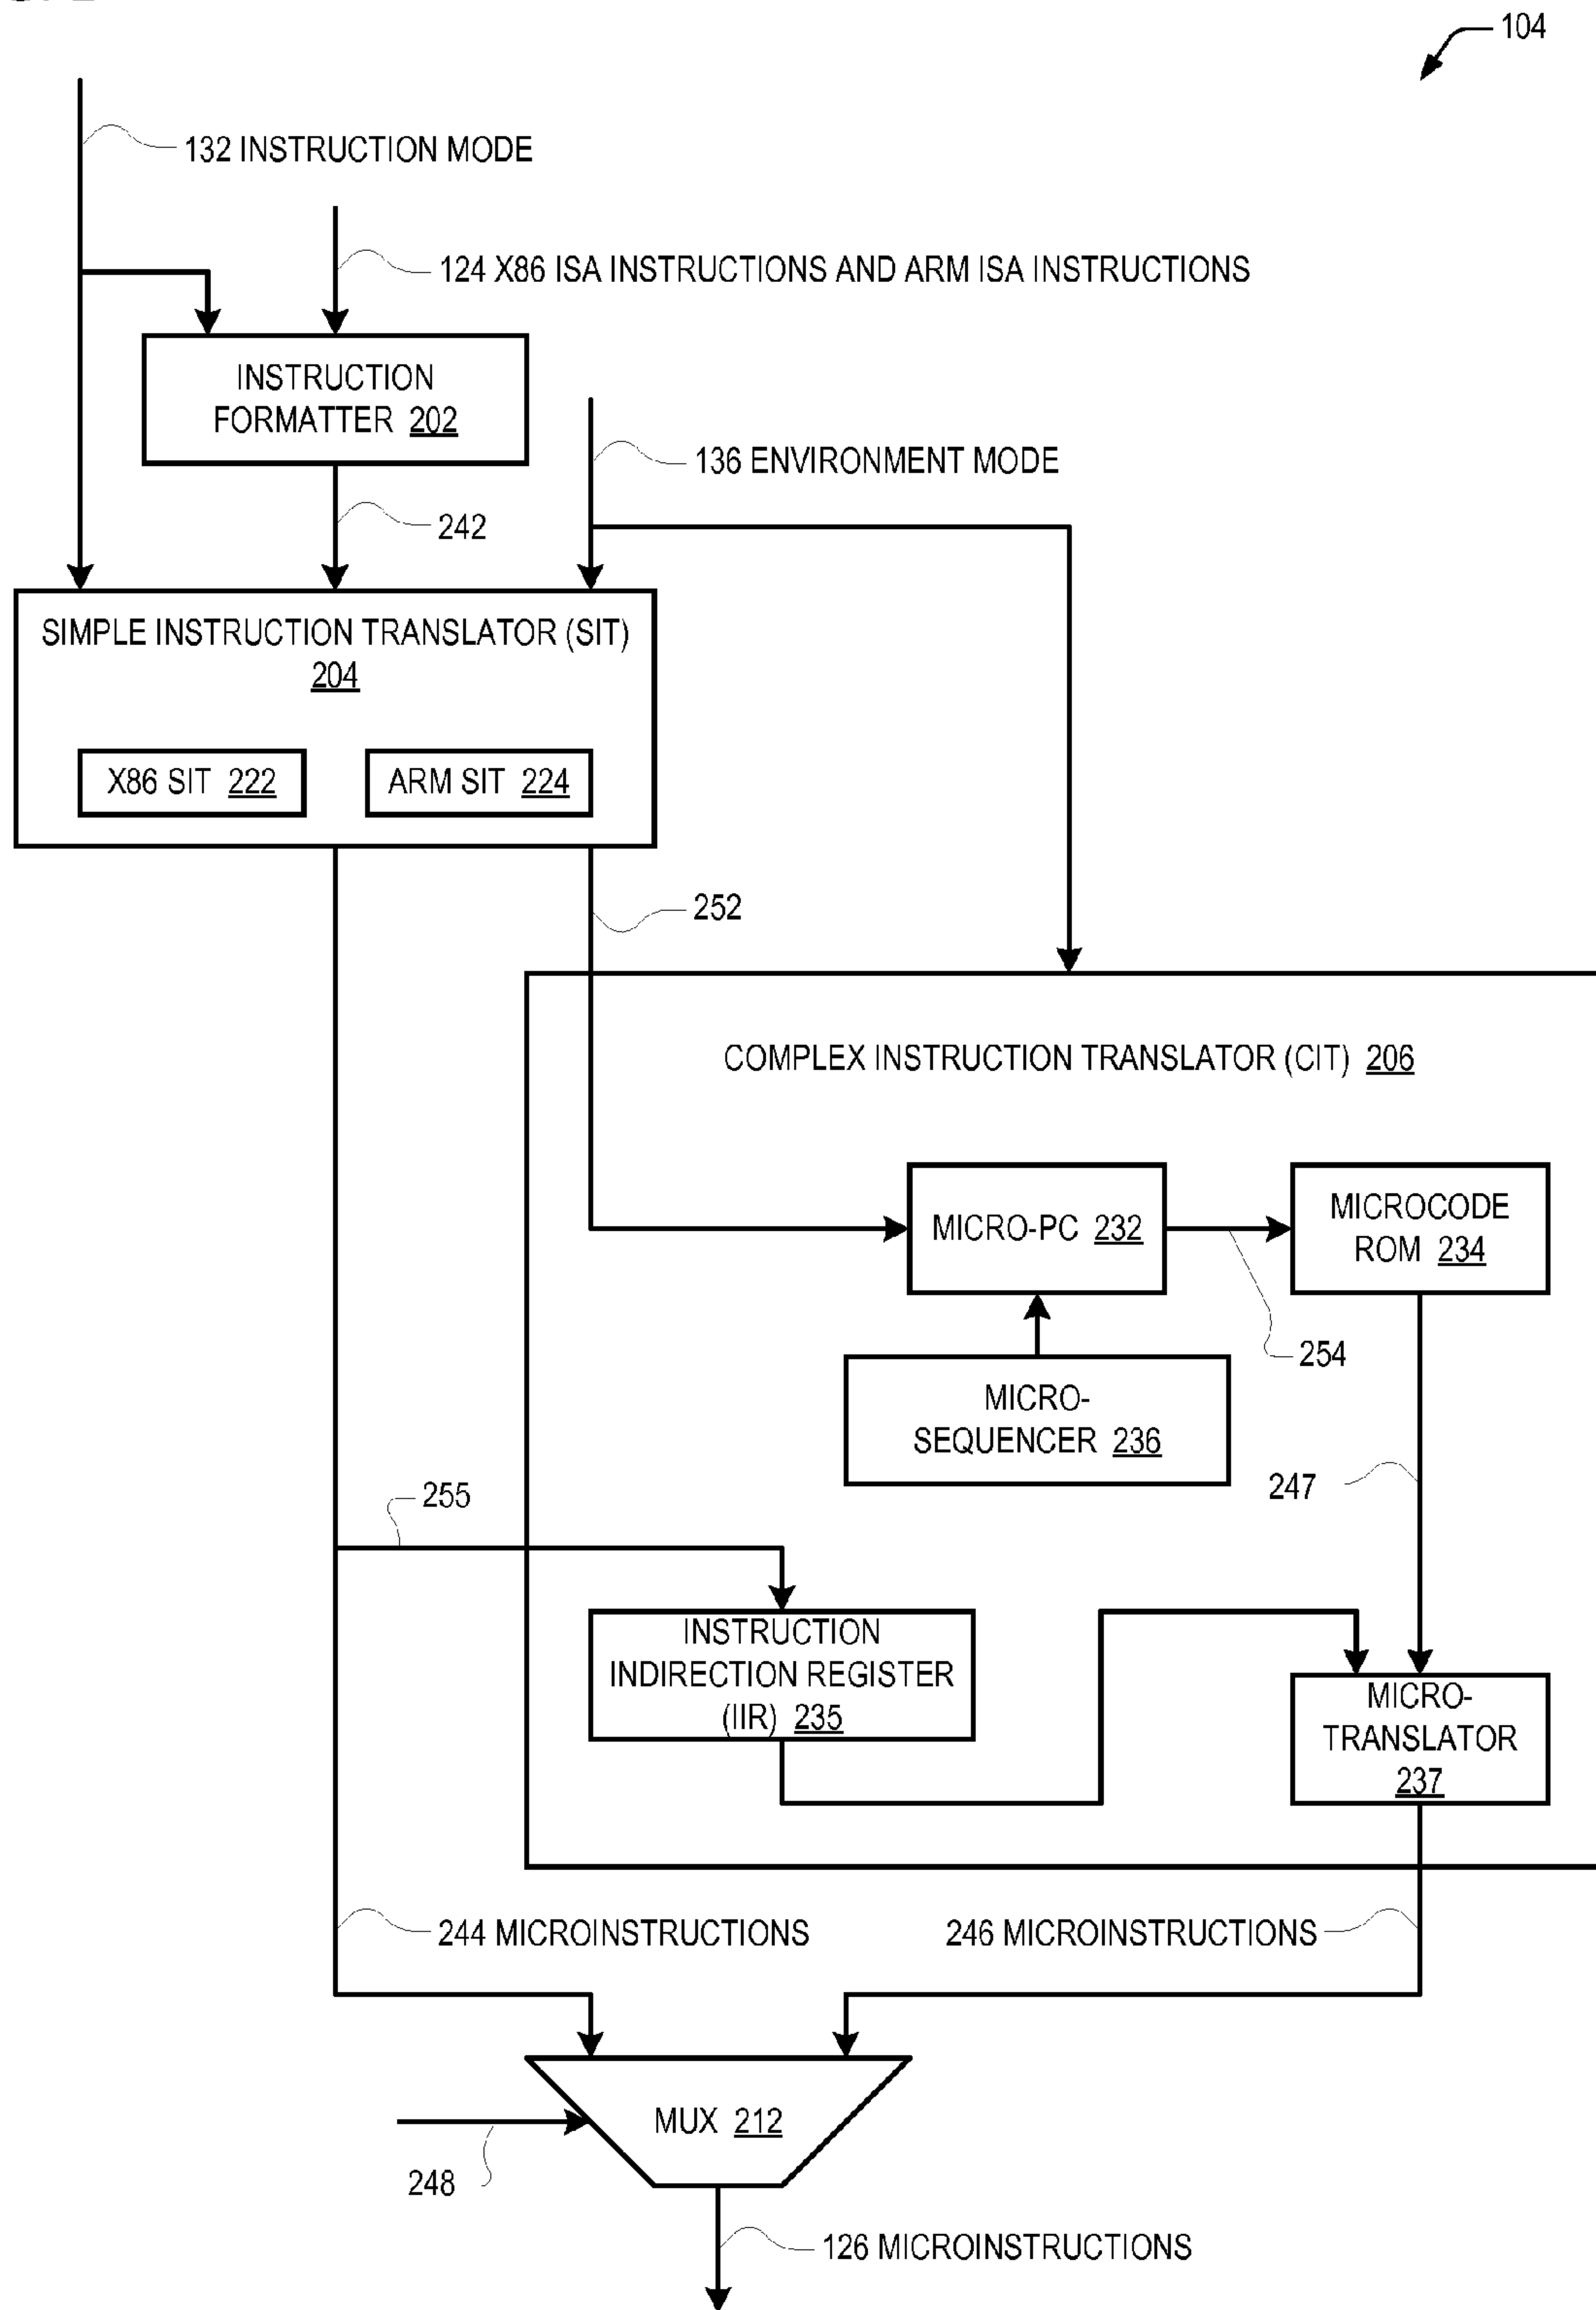 104
132 INSTRUCTION MODE
124 X86 ISA INSTRUCTIONS AND ARM ISA INSTRUCTIONS
INSTRUCTION
FORMATTER 202
136 ENVIRONMENT MODE
242
SIMPLE INSTRUCTION TRANSLATOR (SIT)
204
X86 SIT 222
ARM SIT 224
252
COMPLEX INSTRUCTION TRANSLATOR (CIT) 206
MICRO-PC 232
MICROCODE
ROM 234
254
MICRO-
SEQUENCER 236
247
255
INSTRUCTION
INDIRECTION REGISTER
(IIR) 235
MICRO-
TRANSLATOR
237
244 MICROINSTRUCTIONS
246 MICROINSTRUCTIONS
MUX 212
248
126 MICROINSTRUCTIONS